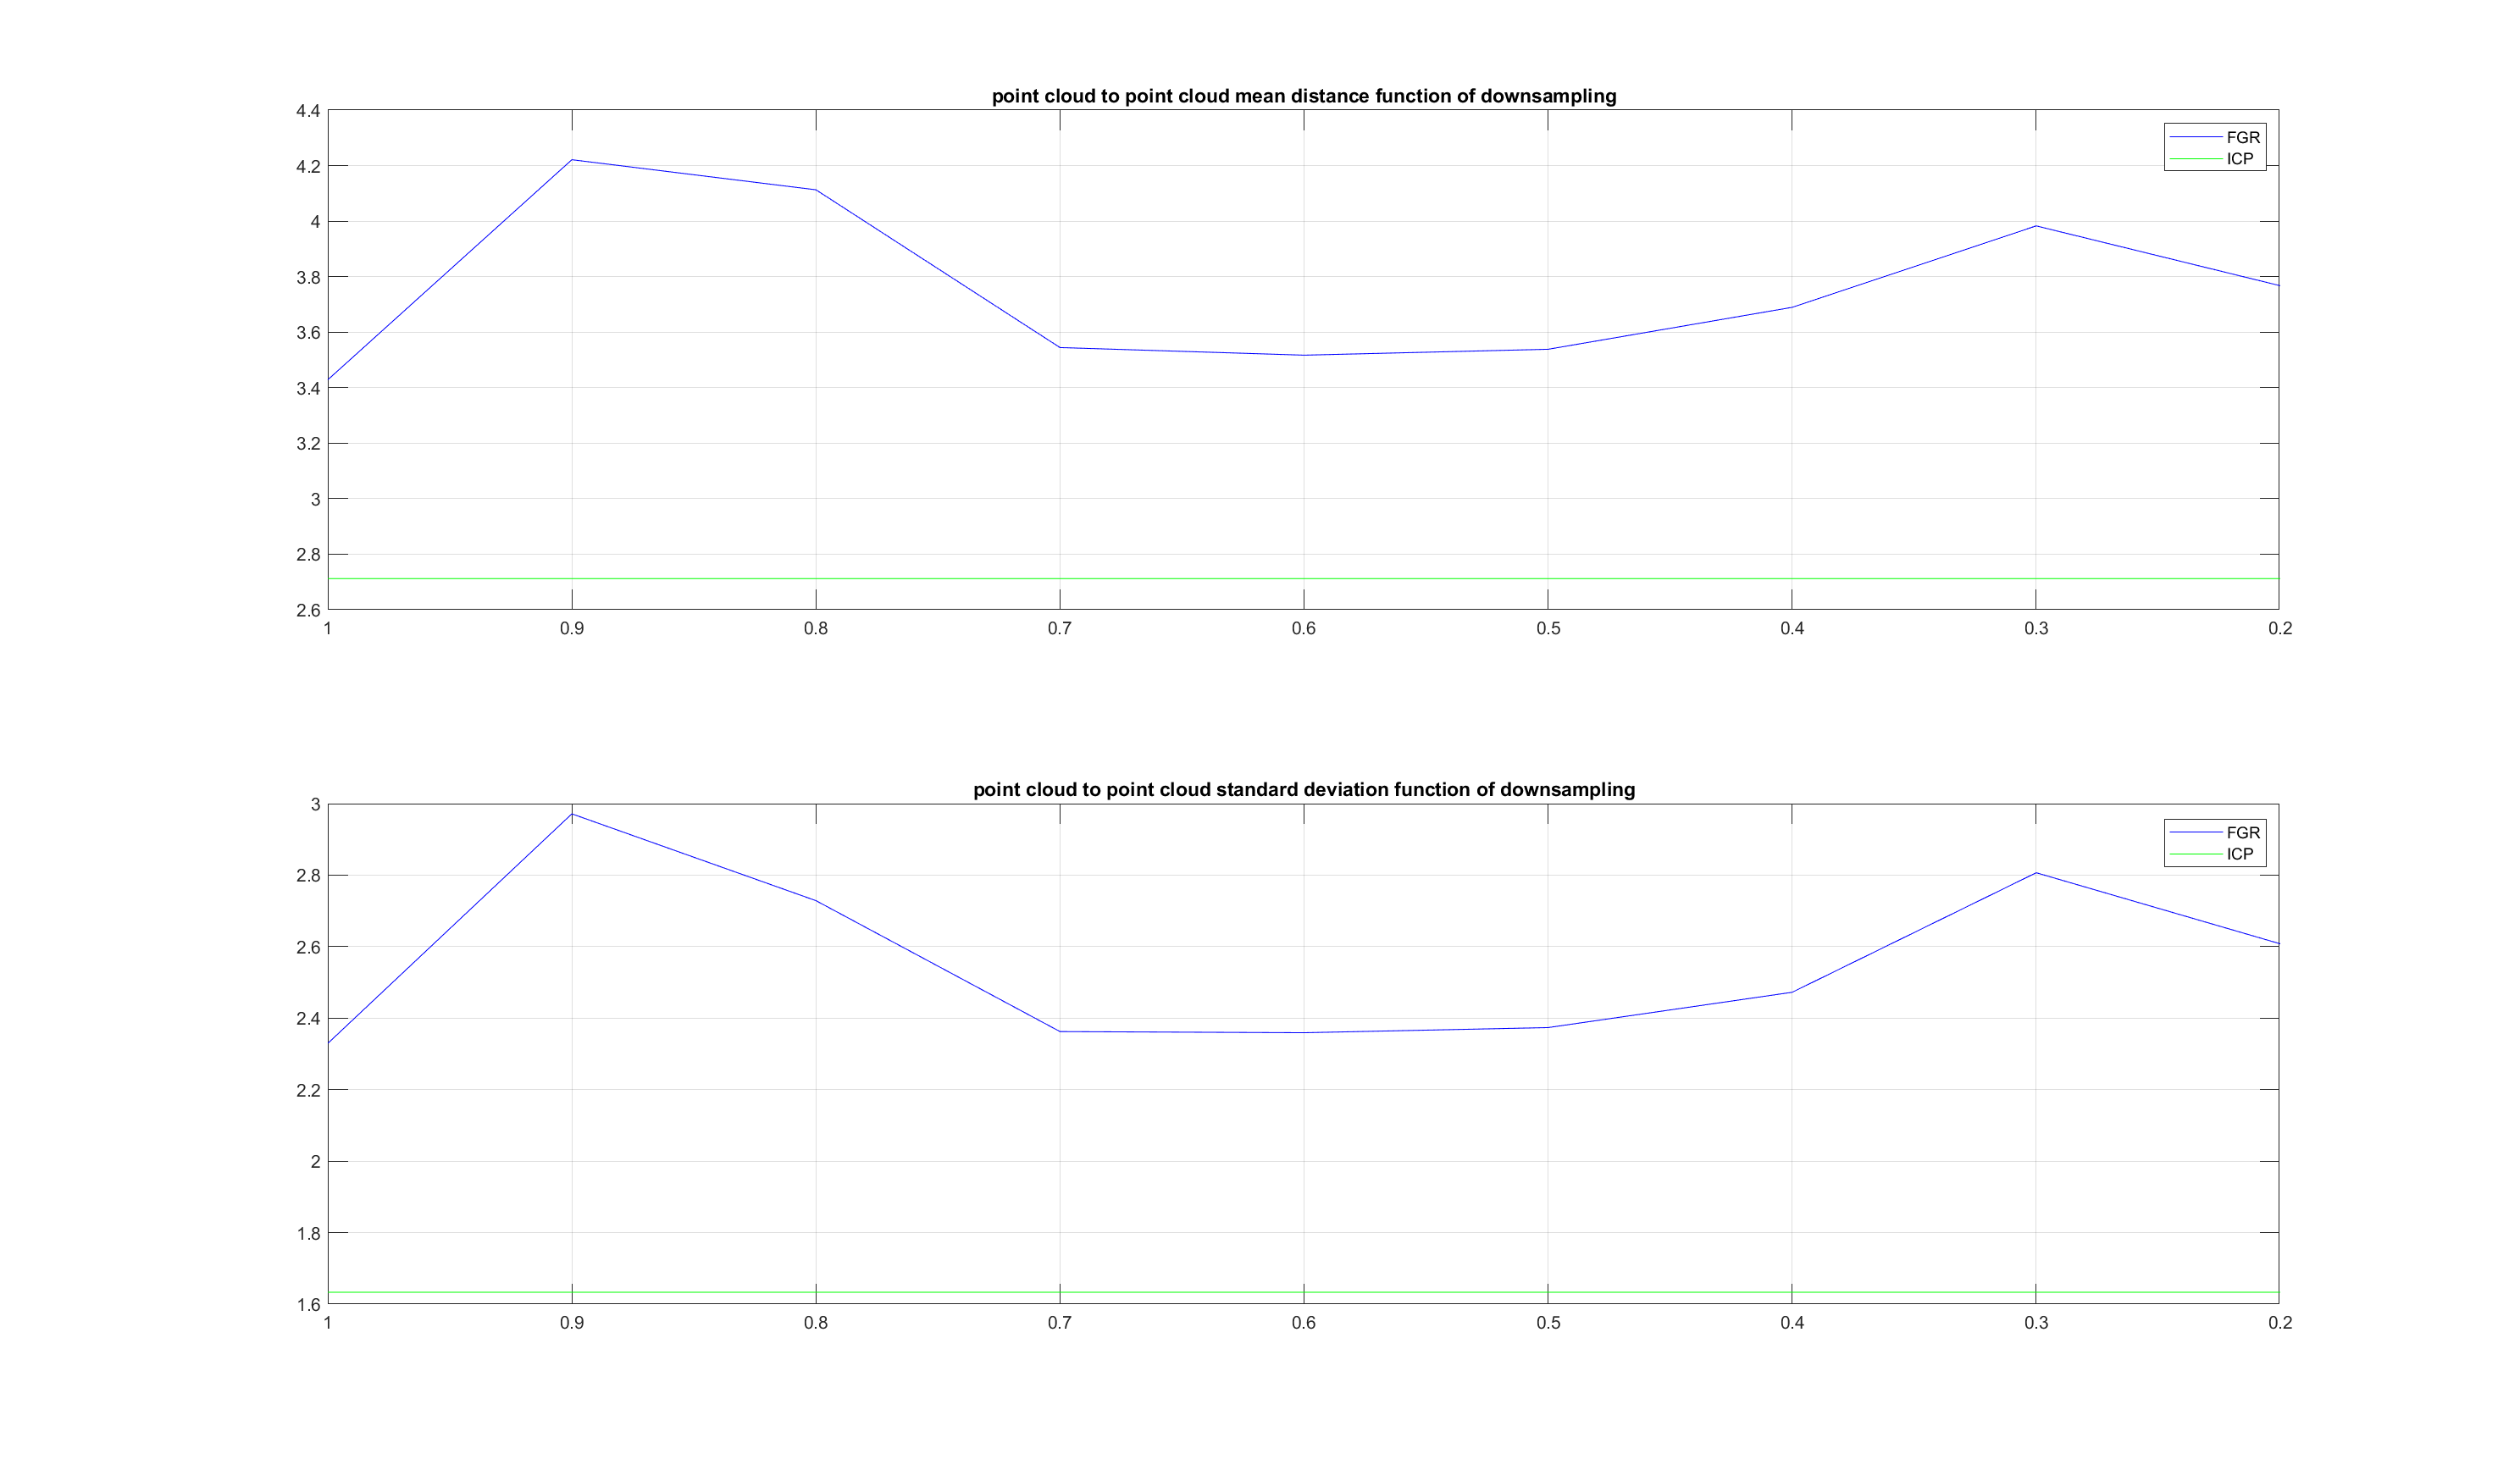 point cloud to point cloud mean distance function of downsampling
4.4
4.2
4
3.8
3.6
3.4
3.2
3
2.8
2.6
FGR
ICP
1 0.9 0.8 0.7 0.6 0.5 0.4 0.3 0.2
point cloud to point cloud standard deviation function of downsampling
3
2.8
2.6
2.4
2.2
2
1.8
1.6
FGR
ICP
1 0.9 0.8 0.7 0.6 0.5 0.4 0.3 0.2